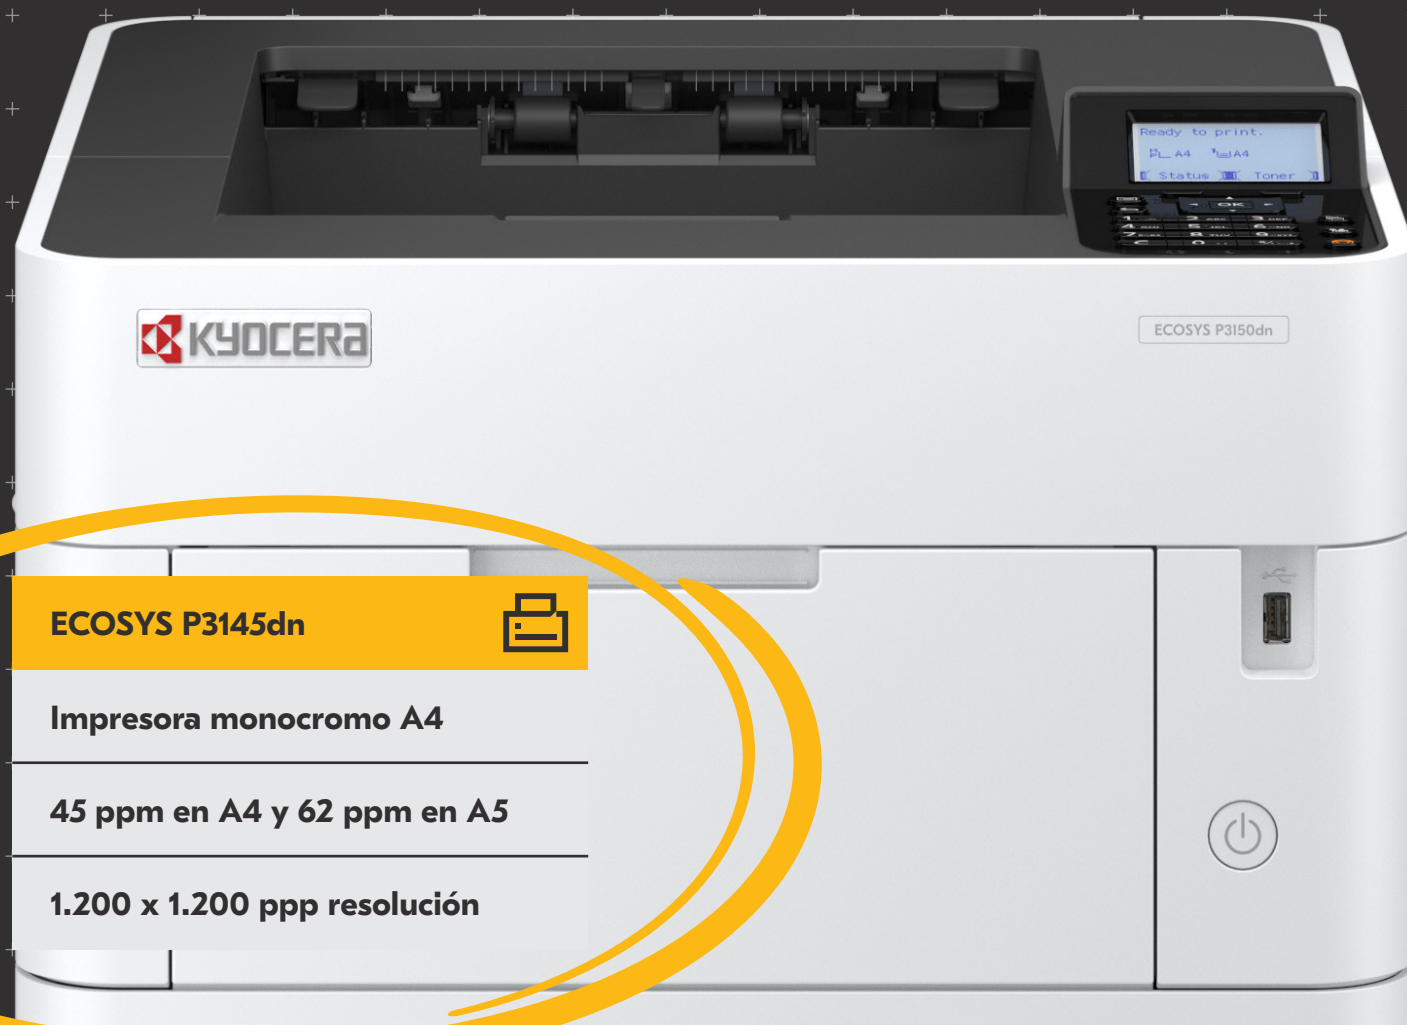 Ready to print.
A4 A4
Status Toner
OK
KYOCERA
ECOSYS P3150dn
ECOSYS P3145dn
Impresora monocromo A4
45 ppm en A4 y 62 ppm en A5
1.200 x 1.200 ppp resolución